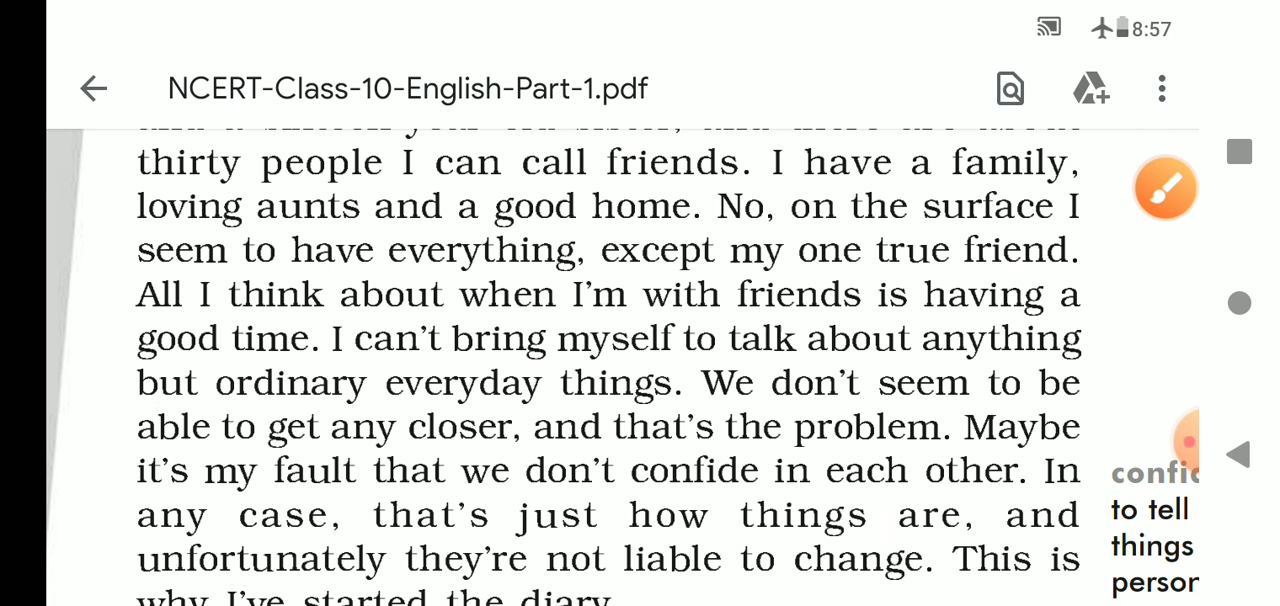 8:57
NCERT-Class-10-English-Part-1.pdf
thirty people I can call friends. I have a family,
loving aunts and a good home. No, on the surface I
seem to have everything, except my one true friend.
All I think about when I'm with friends is having a
good time. I can't bring myself to talk about anything
but ordinary everyday things. We don't seem to be
able to get any closer, and that's the problem. Maybe
it's my fault that we don't confide in each other. In
any case, that's just how things are, and
unfortunately they're not liable to change. This is
why I've started the diary.
to tell
things